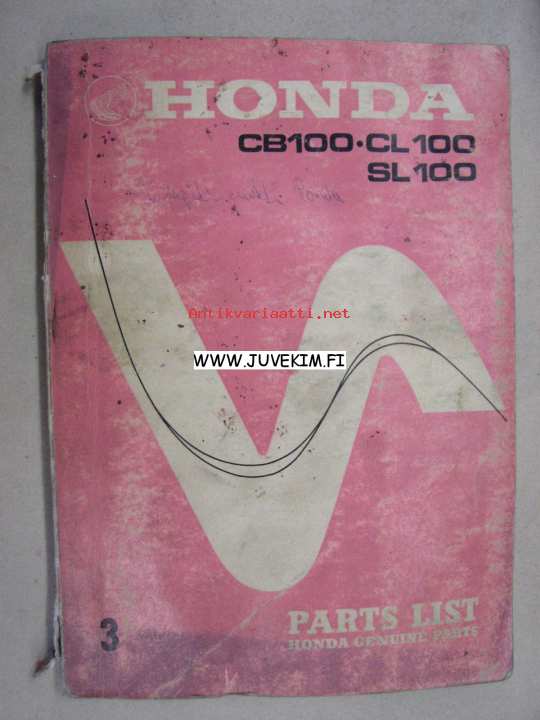 HONDA
CB100·CL100
SL100
Antikvariaatti.net
WWW.JUVEKIM.FI
PARTS LIST
HONDA GENUINE PARTS
3